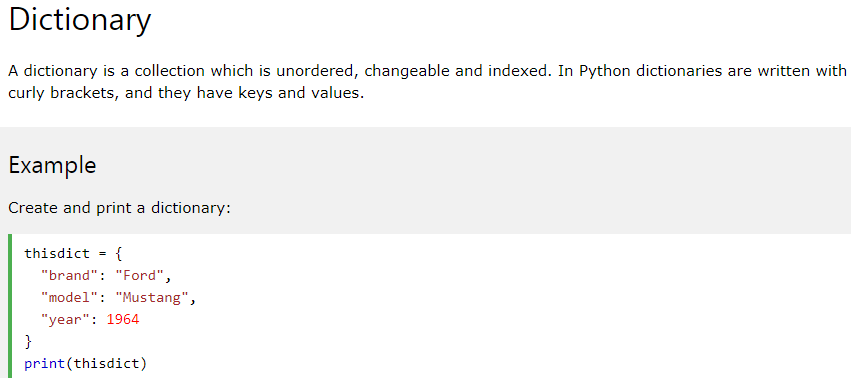 Dictionary
A dictionary is a collection which is unordered, changeable and indexed. In Python dictionaries are written with
curly brackets, and they have keys and values.
Example
Create and print a dictionary:
thisdict = {
  "brand": "Ford",
  "model": "Mustang",
  "year": 1964
}
print(thisdict)